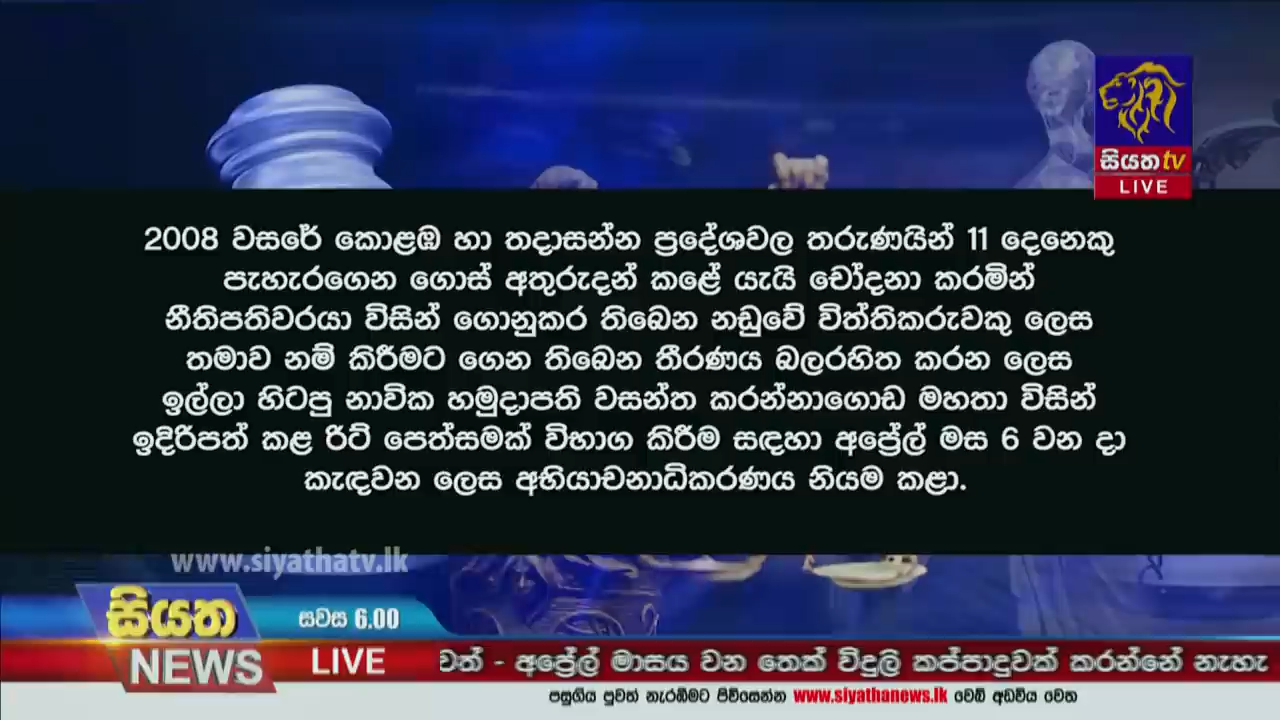 සියත tv
LIVE
2008 වසරේ කොළඹ හා තදාසන්න ප්‍රදේශවල තරුණයින් 11 දෙනෙකු
පැහැරගෙන ගොස් අතුරුදන් කළේ යැයි චෝදනා කරමින්
නීතිපතිවරයා විසින් ගොනුකර තිබෙන නඩුවේ විත්තිකරුවකු ලෙස
තමාව නම් කිරීමට ගෙන තිබෙන තීරණය බලරහිත කරන ලෙස
ඉල්ලා හිටපු නාවික හමුදාපති වසන්ත කරන්නාගොඩ මහතා විසින්
ඉදිරිපත් කළ රිට් පෙත්සමක් විභාග කිරීම සඳහා අප්‍රේල් මස 6 වන දා
කැඳවන ලෙස අභියාචනාධිකරණය නියම කළා.
www.siyathatv.lk
සියත
සවස 6.00
NEWS
LIVE
වත් - අප්‍රේල් මාසය වන තෙක් විදුලි කප්පාදුවක් කරන්නේ නැහැ
පසුගිය පුවත් නැරඹීමට පිවිසෙන්න www.siyathanews.lk වෙබ් අඩවිය වෙත